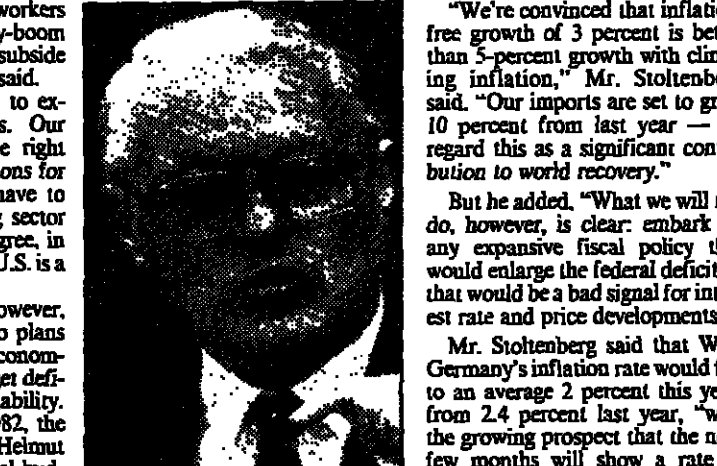 workers
y-boom
subside
said.
to ex-
s. Our
e right
ons for
have to
g sector
gree, in
U.S. is a
owever,
o plans
conom-
et defi-
ability.
82, the
Helmut
"We're convinced that inflati
free growth of 3 percent is bet
than 5-percent growth with clim
ing inflation," Mr. Stoltenb
said. "Our imports are set to gr
10 percent from last year —
regard this as a significant con
bution to world recovery."
But he added, "What we will
do, however, is clear: embark
any expansive fiscal policy t
would enlarge the federal deficit
that would be a bad signal for in
est rate and price developments
Mr. Stoltenberg said that W
Germany's inflation rate would f
to an average 2 percent this ye
from 2.4 percent last year, "w
the growing prospect that the n
few months will show a rate